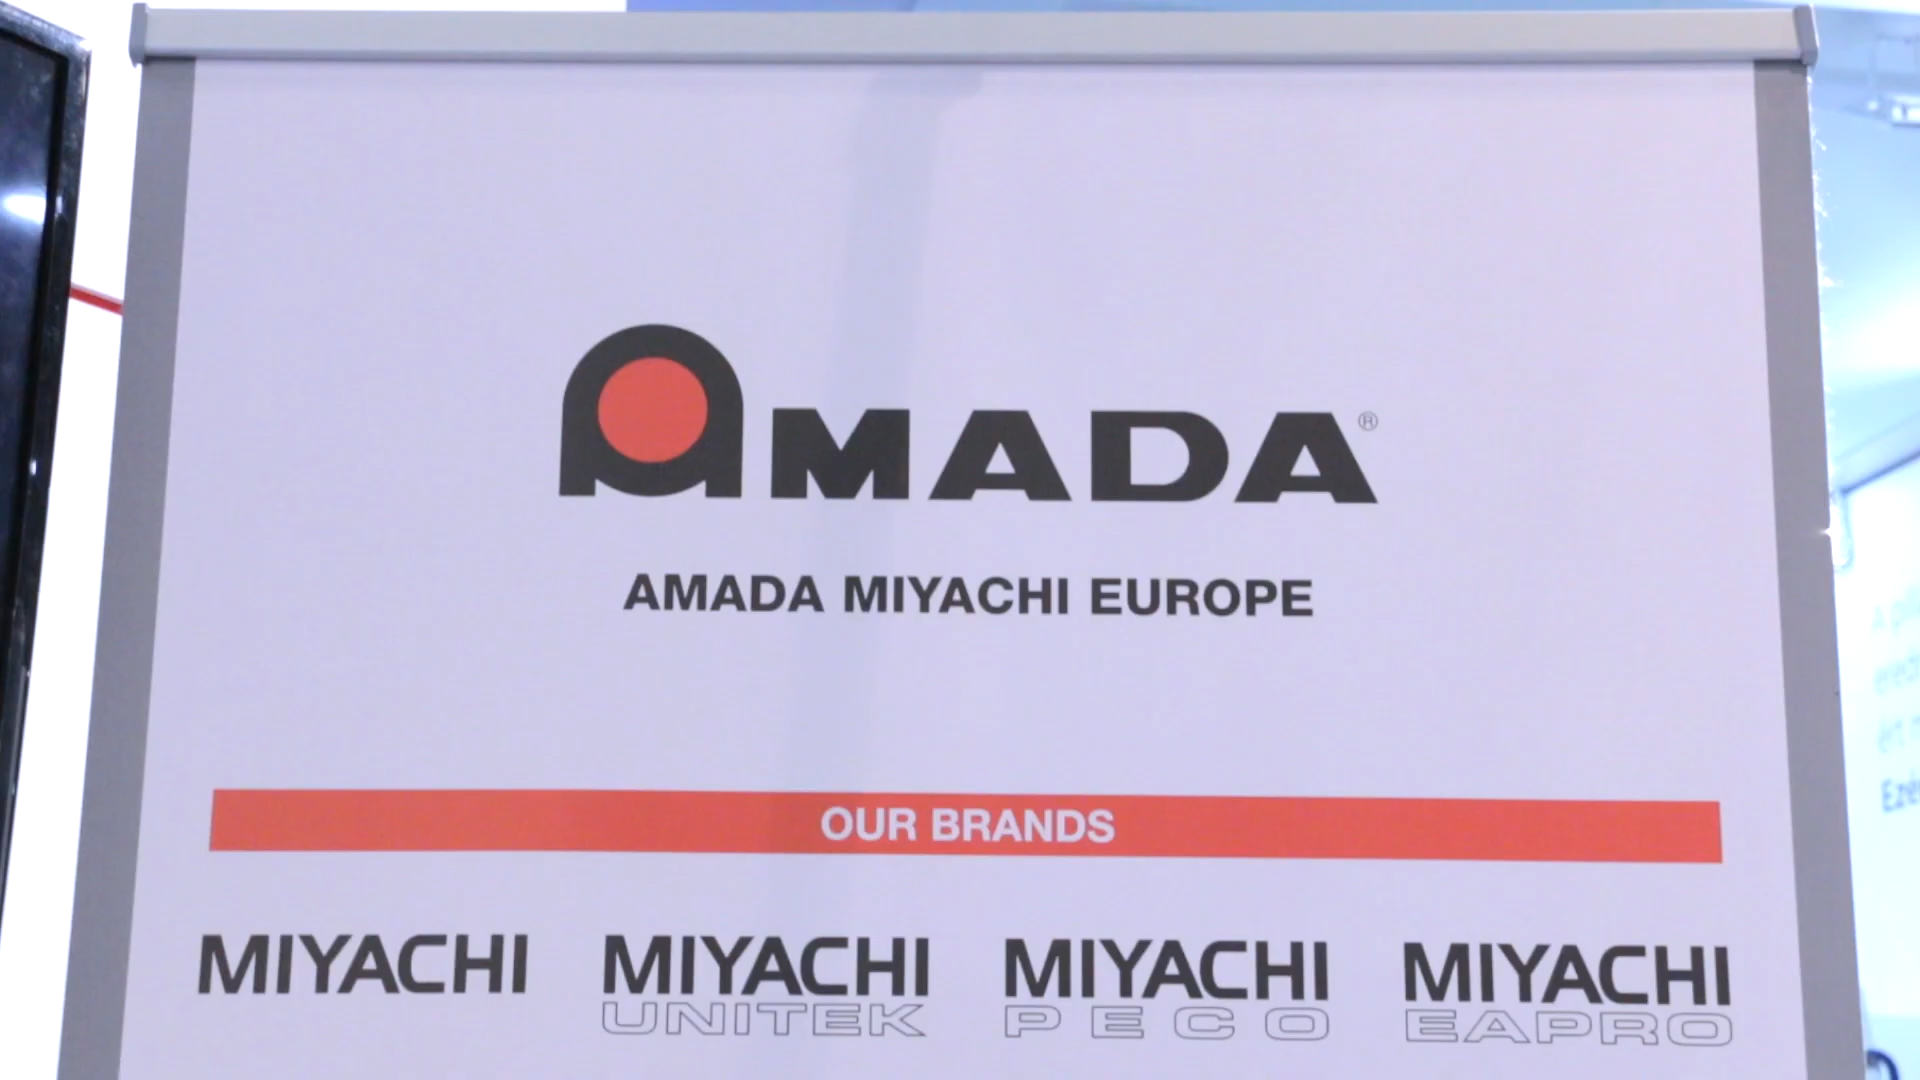 AMADA®
AMADA MIYACHI EUROPE
OUR BRANDS
MIYACHI
MIYACHI UNITEK
MIYACHI PECO
MIYACHI EAPRO